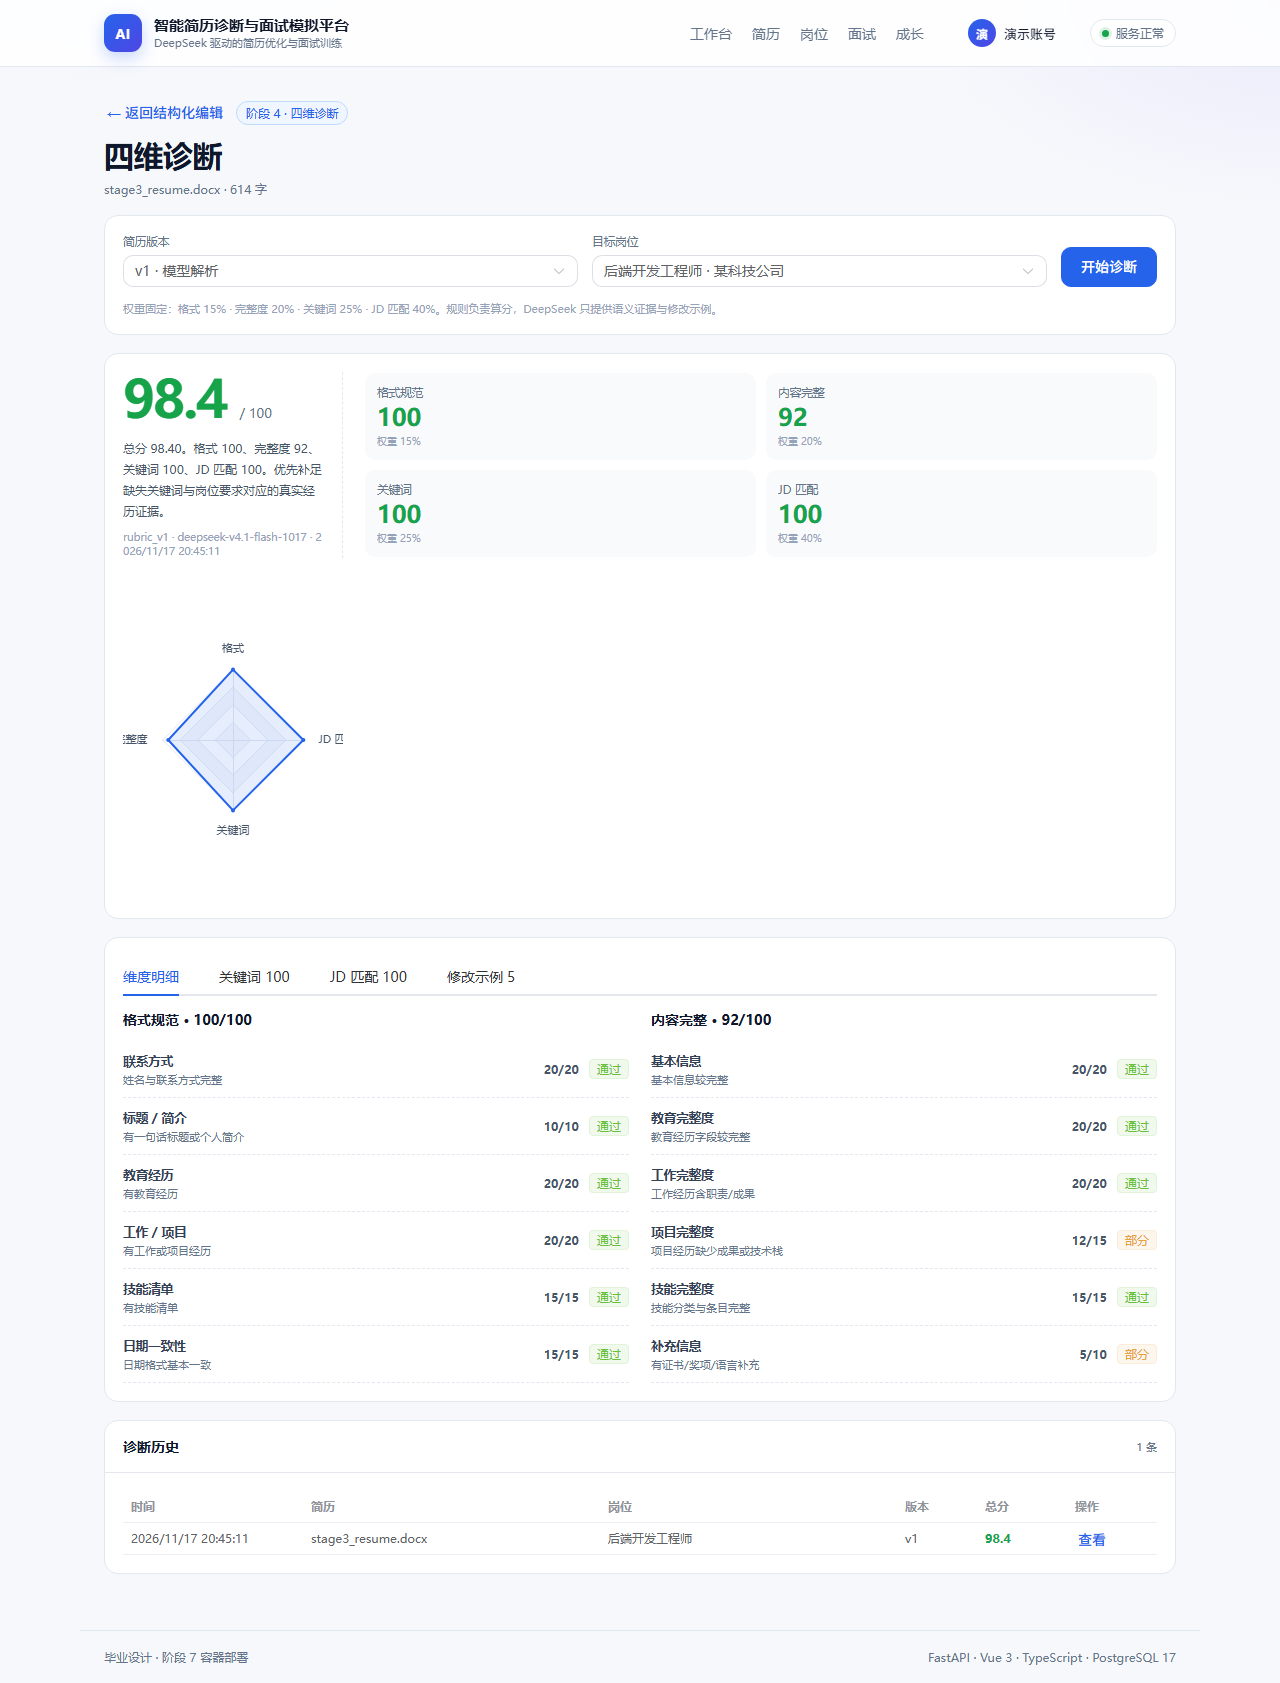 AI
智能简历诊断与面试模拟平台
DeepSeek 驱动的简历优化与面试训练
工作台 简历 岗位 面试 成长
演 演示账号
服务正常
← 返回结构化编辑 阶段 4 · 四维诊断
四维诊断
stage3_resume.docx · 614 字
简历版本
v1 · 模型解析
目标岗位
后端开发工程师 · 某科技公司
开始诊断
权重固定：格式 15% · 完整度 20% · 关键词 25% · JD 匹配 40%。规则负责算分，DeepSeek 只提供语义证据与修改示例。
98.4 / 100
总分 98.40。格式 100、完整度 92、
关键词 100、JD 匹配 100。优先补足
缺失关键词与岗位要求对应的真实经
历证据。
rubric_v1 · deepseek-v4.1-flash-1017 · 2
026/11/17 20:45:11
格式规范
100
权重 15%
内容完整
92
权重 20%
关键词
100
权重 25%
JD 匹配
100
权重 40%
格式
整度
JD 匹
关键词
维度明细 关键词 100 JD 匹配 100 修改示例 5
格式规范 • 100/100
联系方式
姓名与联系方式完整
20/20 通过
标题 / 简介
有一句话标题或个人简介
10/10 通过
教育经历
有教育经历
20/20 通过
工作 / 项目
有工作或项目经历
20/20 通过
技能清单
有技能清单
15/15 通过
日期一致性
日期格式基本一致
15/15 通过
内容完整 • 92/100
基本信息
基本信息较完整
20/20 通过
教育完整度
教育经历字段较完整
20/20 通过
工作完整度
工作经历含职责/成果
20/20 通过
项目完整度
项目经历缺少成果或技术栈
12/15 部分
技能完整度
技能分类与条目完整
15/15 通过
补充信息
有证书/奖项/语言补充
5/10 部分
诊断历史 1 条
时间 简历 岗位 版本 总分 操作
2026/11/17 20:45:11 stage3_resume.docx 后端开发工程师 v1 98.4 查看
毕业设计 · 阶段 7 容器部署
FastAPI · Vue 3 · TypeScript · PostgreSQL 17